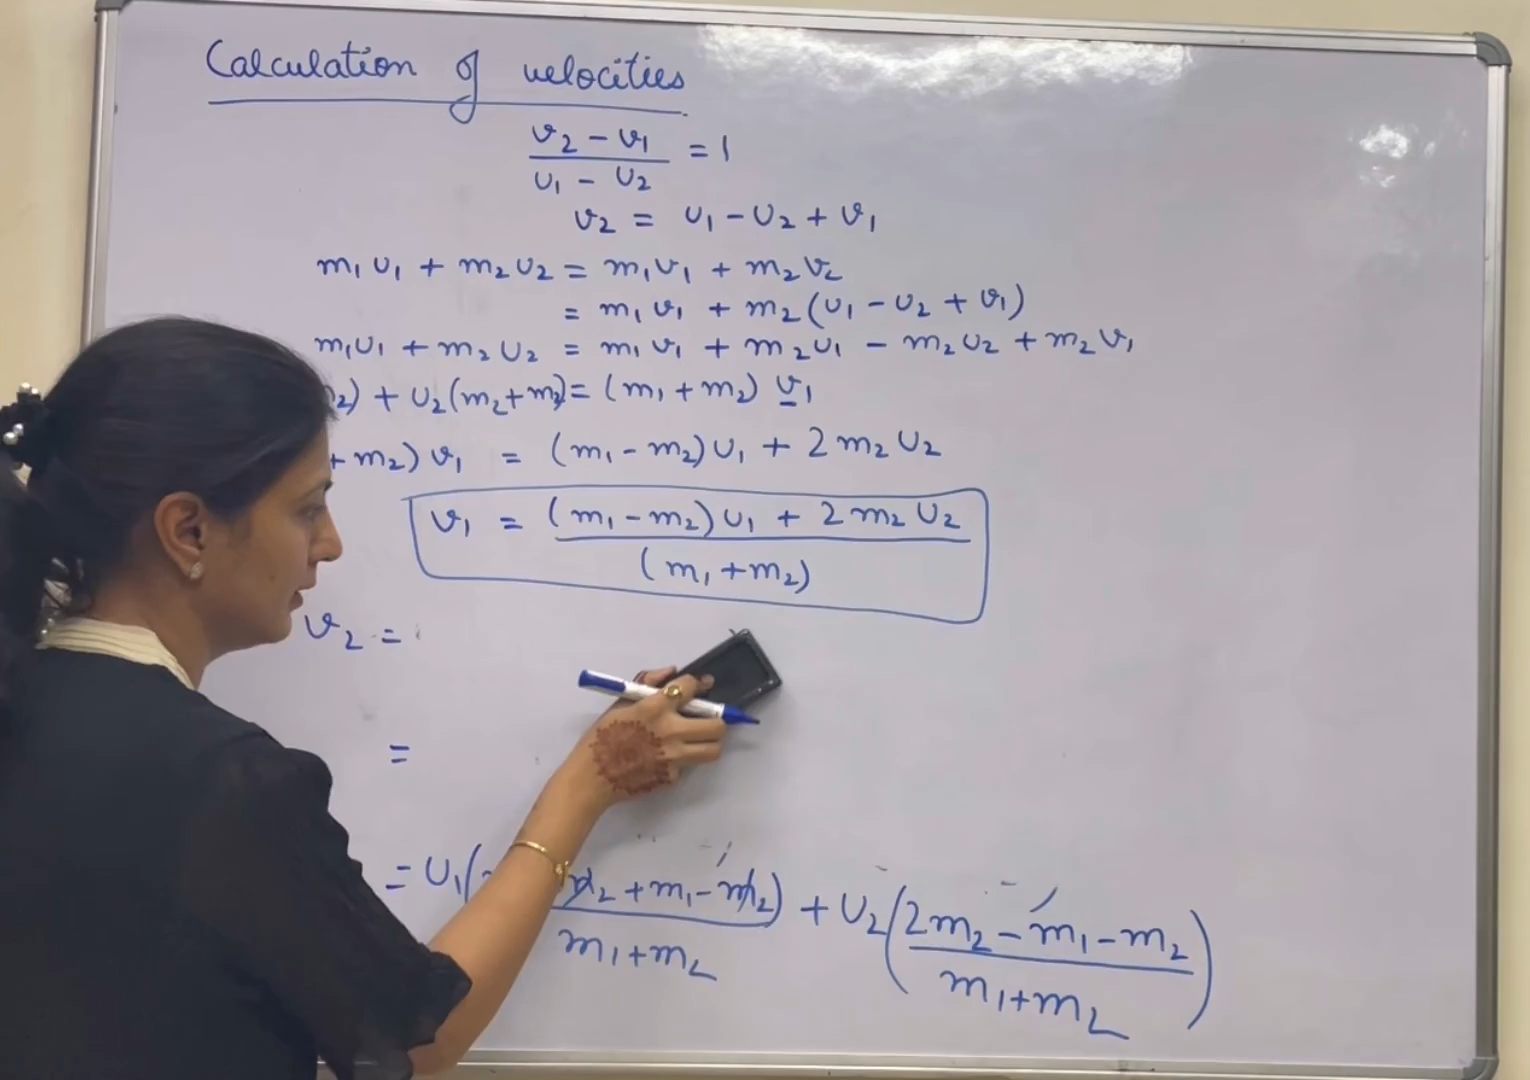 Calculation of velocities
v₂ - v₁ / U₁ - U₂ = 1
v₂ = U₁ - U₂ + v₁
m₁U₁ + m₂U₂ = m₁v₁ + m₂v₂
= m₁v₁ + m₂(U₁ - U₂ + v₁)
m₁U₁ + m₂U₂ = m₁v₁ + m₂U₁ - m₂U₂ + m₂v₁
₂) + U₂(m₂+m₂) = (m₁ + m₂) v₁
+ m₂) v₁ = (m₁ - m₂)U₁ + 2m₂U₂
v₁ = (m₁ - m₂)U₁ + 2m₂U₂ / (m₁ + m₂)
v₂ =
=
= U₁( ₂ + m₁ - m₂) / m₁+m₂ + U₂(2m₂ - m₁ - m₂ / m₁+m₂)